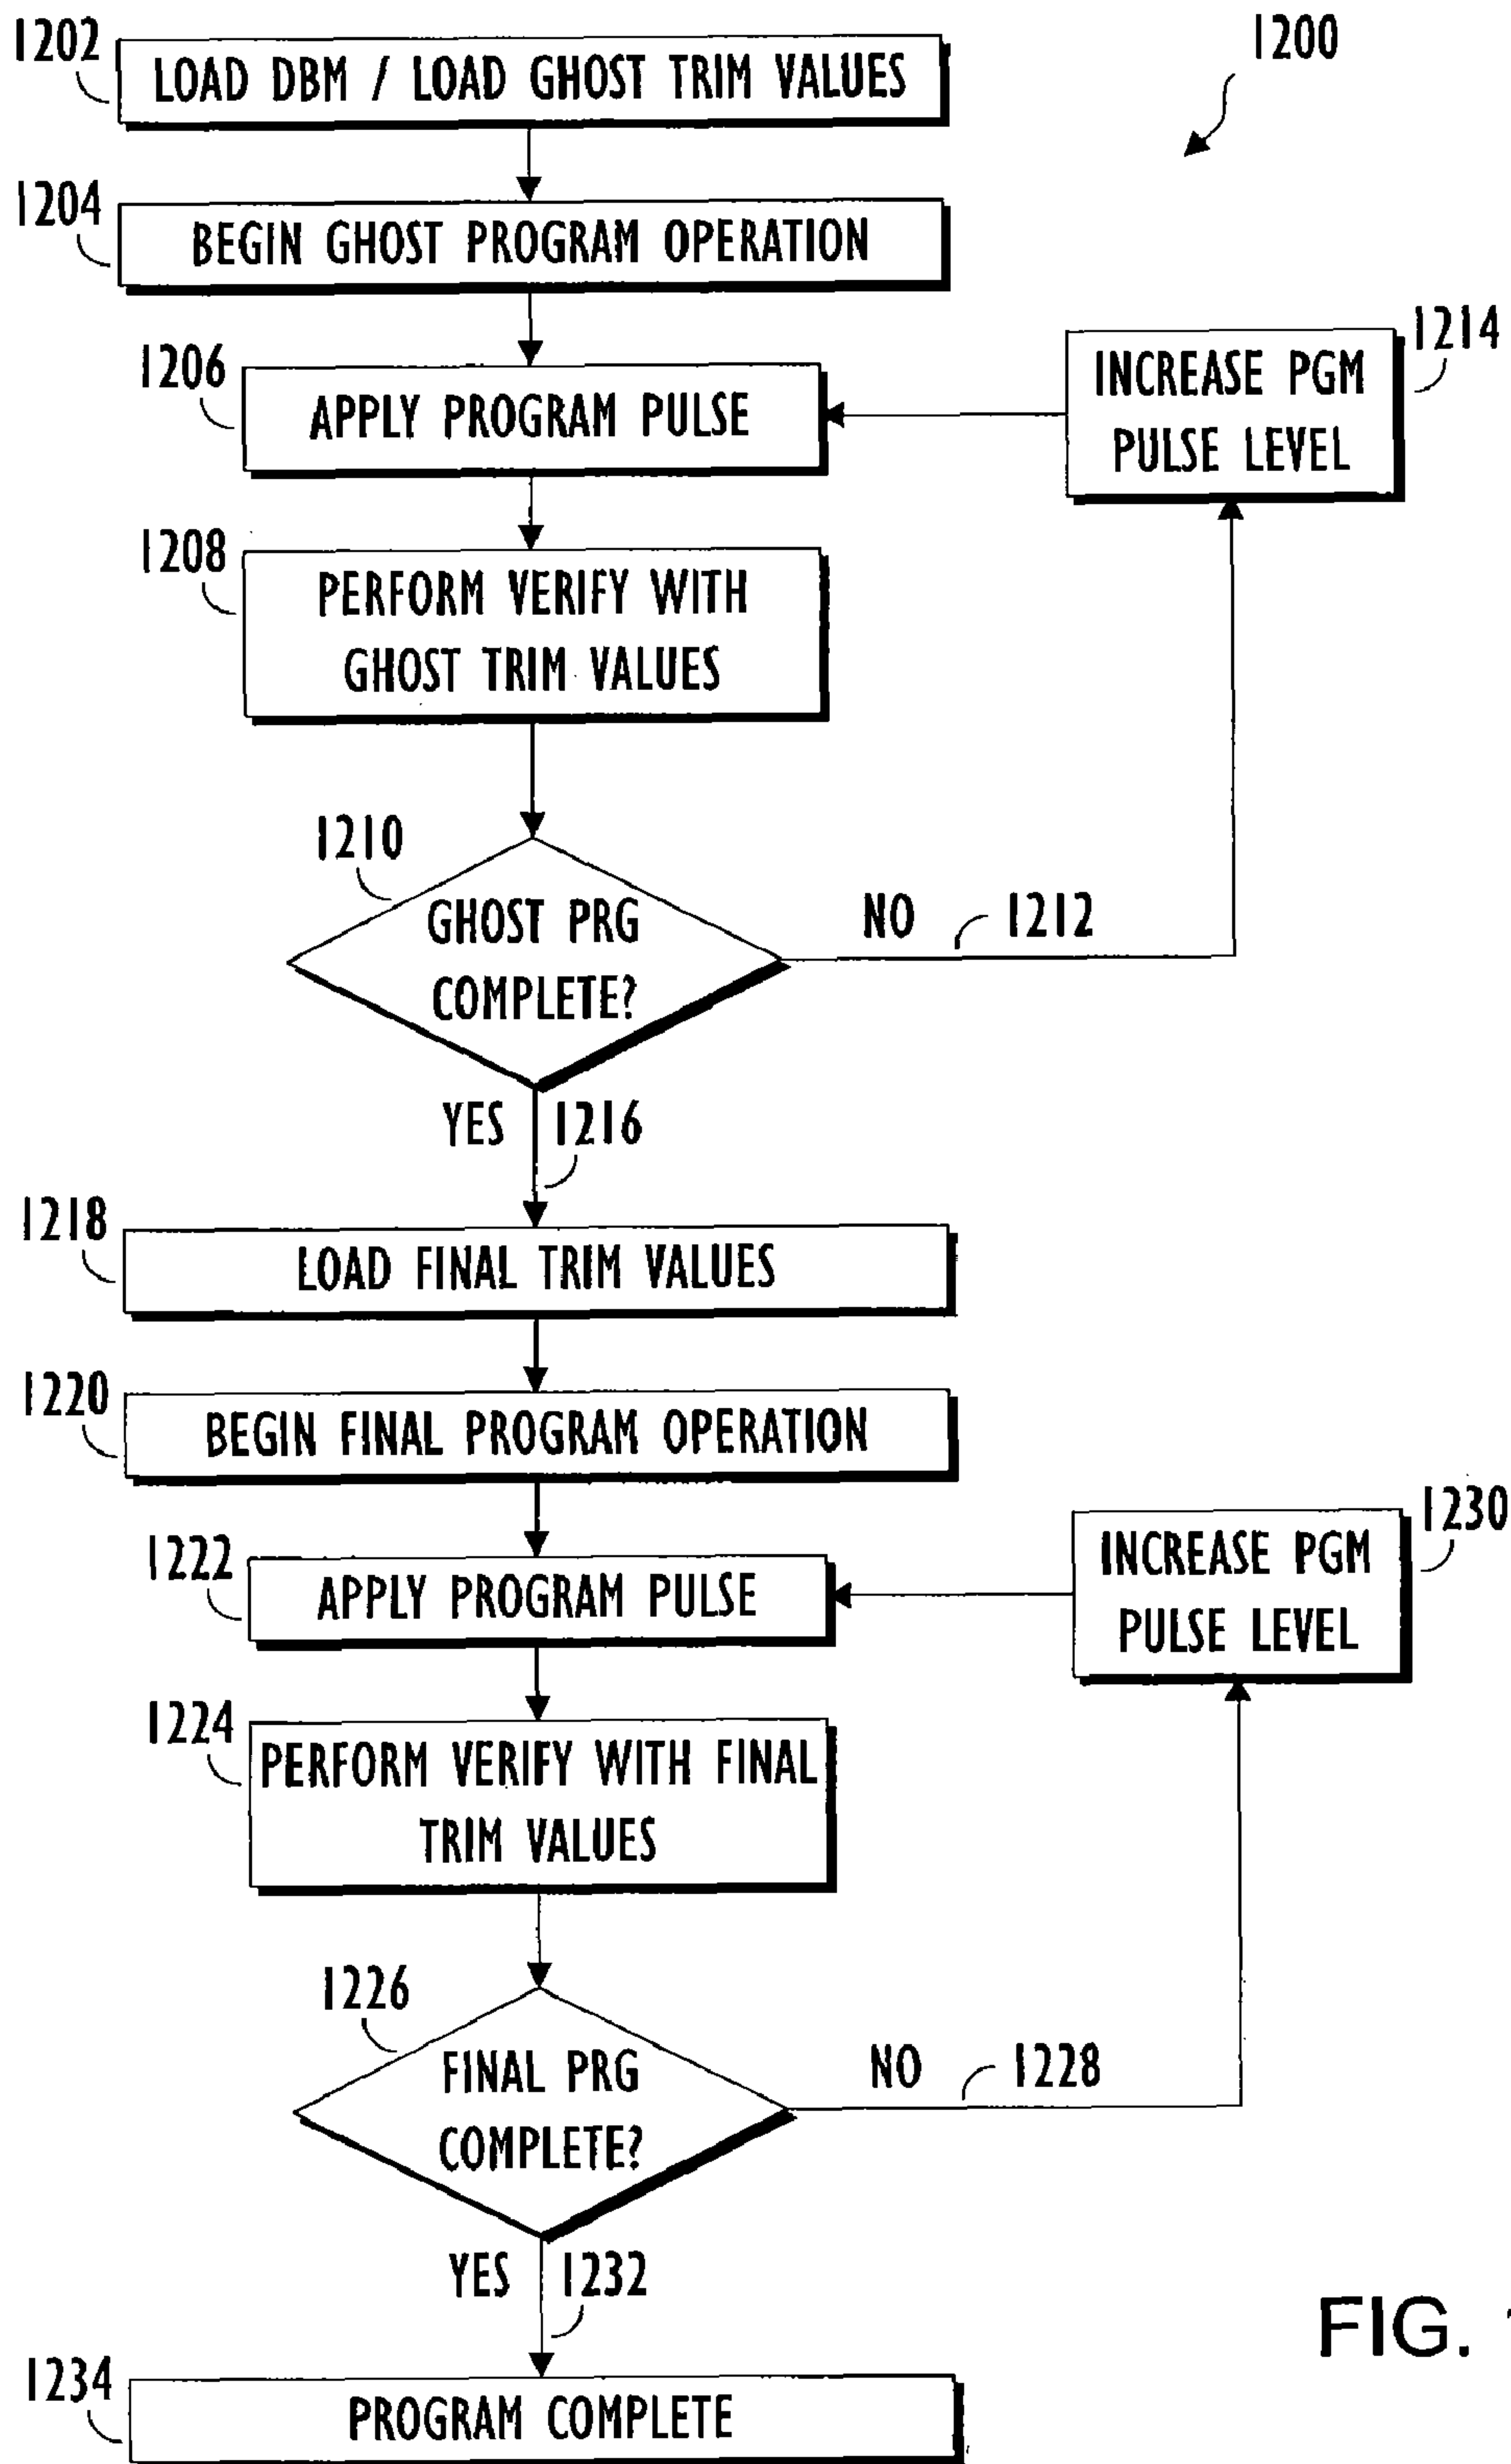 1200
1202
LOAD DBM / LOAD GHOST TRIM VALUES
1204
BEGIN GHOST PROGRAM OPERATION
1206
APPLY PROGRAM PULSE
1214
INCREASE PGM
PULSE LEVEL
1208
PERFORM VERIFY WITH
GHOST TRIM VALUES
1210
GHOST PRG
COMPLETE?
NO
1212
YES
1216
1218
LOAD FINAL TRIM VALUES
1220
BEGIN FINAL PROGRAM OPERATION
1222
APPLY PROGRAM PULSE
1230
INCREASE PGM
PULSE LEVEL
1224
PERFORM VERIFY WITH FINAL
TRIM VALUES
1226
FINAL PRG
COMPLETE?
NO
1228
YES
1232
1234
PROGRAM COMPLETE
FIG.